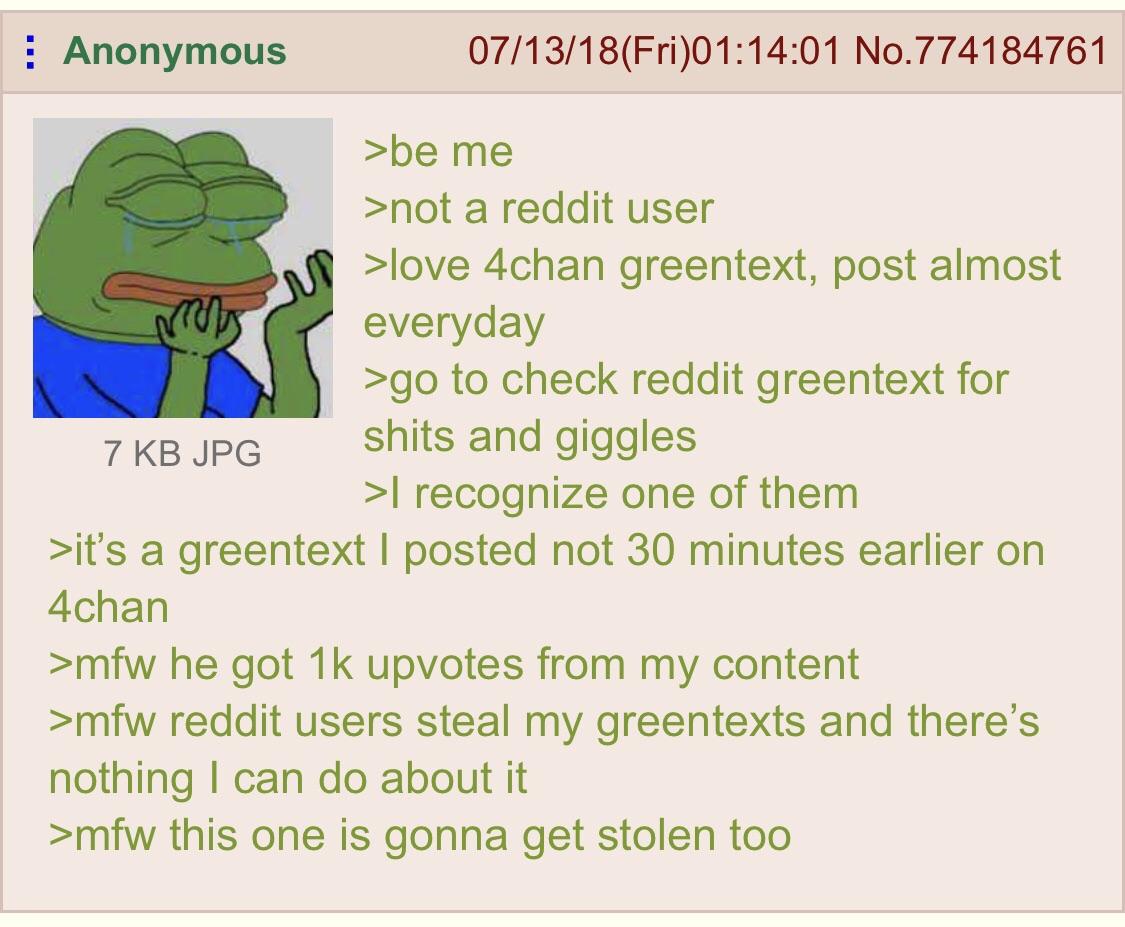 Anonymous 07/13/18(Fri)01:14:01 No.774184761
>be me
>not a reddit user
>love 4chan greentext, post almost
everyday
>go to check reddit greentext for
shits and giggles
7 KB JPG
>I recognize one of them
>it’s a greentext I posted not 30 minutes earlier on
4chan
>mfw he got 1k upvotes from my content
>mfw reddit users steal my greentexts and there’s
nothing I can do about it
>mfw this one is gonna get stolen too